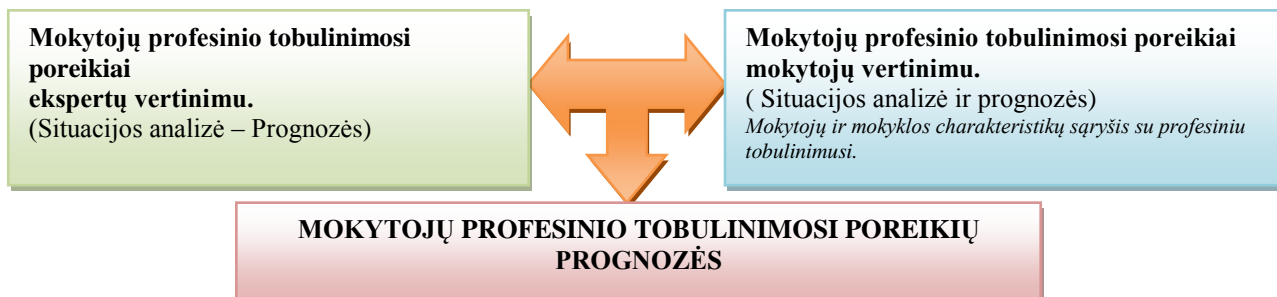 Mokytojų profesinio tobulinimosi
poreikiai
ekspertų vertinimu.
(Situacijos analizė – Prognozės)
Mokytojų profesinio tobulinimosi poreikiai
mokytojų vertinimu.
( Situacijos analizė ir prognozės)
Mokytojų ir mokyklos charakteristikų sąryšis su profesiniu
tobulinimusi.
MOKYTOJŲ PROFESINIO TOBULINIMOSI POREIKIŲ
PROGNOZĖS